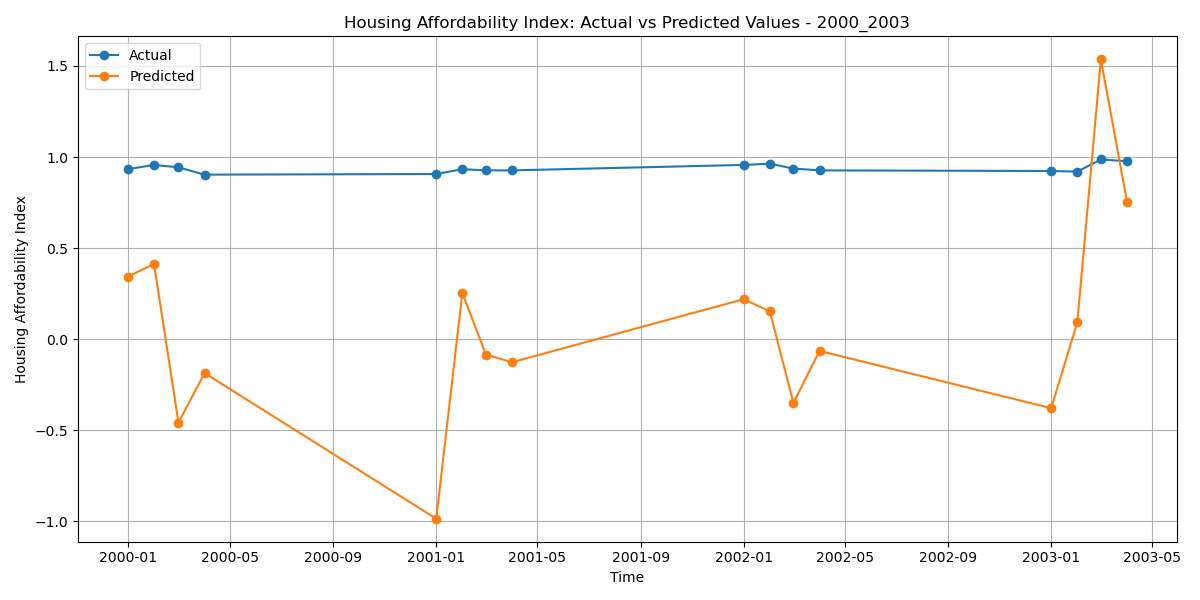 Housing Affordability Index: Actual vs Predicted Values - 2000_2003
Actual
Predicted
Housing Affordability Index
1.5
1.0
0.5
0.0
−0.5
−1.0
2000-01 2000-05 2000-09 2001-01 2001-05 2001-09 2002-01 2002-05 2002-09 2003-01 2003-05
Time